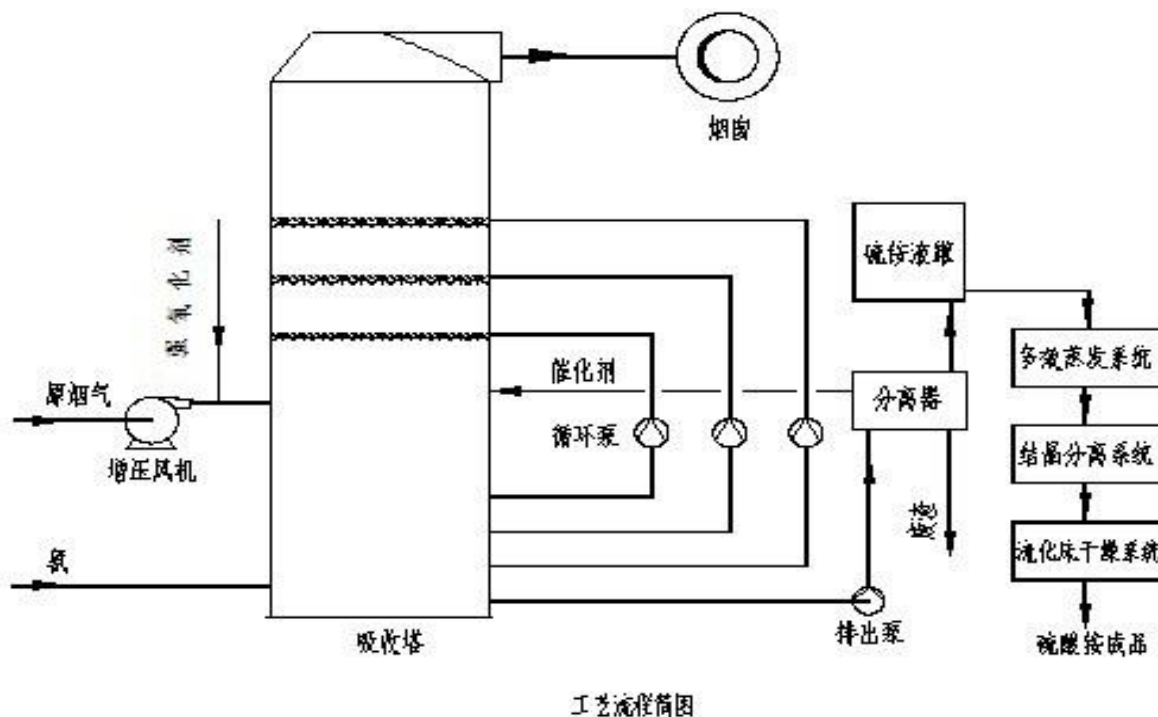 烟囱
强氧化剂
硫铵液罐
多效蒸发系统
原烟气
催化剂
分离器
循环泵
增压风机
结晶分离系统
废渣
氨
流化床干燥系统
吸收塔
排出泵
硫酸按成品
工艺流程简图